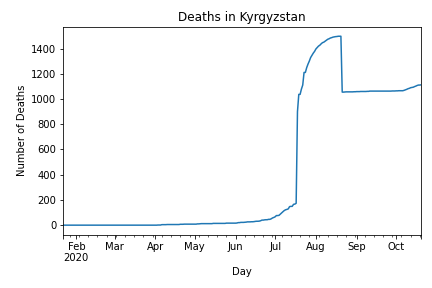 Deaths in Kyrgyzstan
Number of Deaths
1400
1200
1000
800
600
400
200
0
Feb Mar Apr May Jun Jul Aug Sep Oct
2020
Day